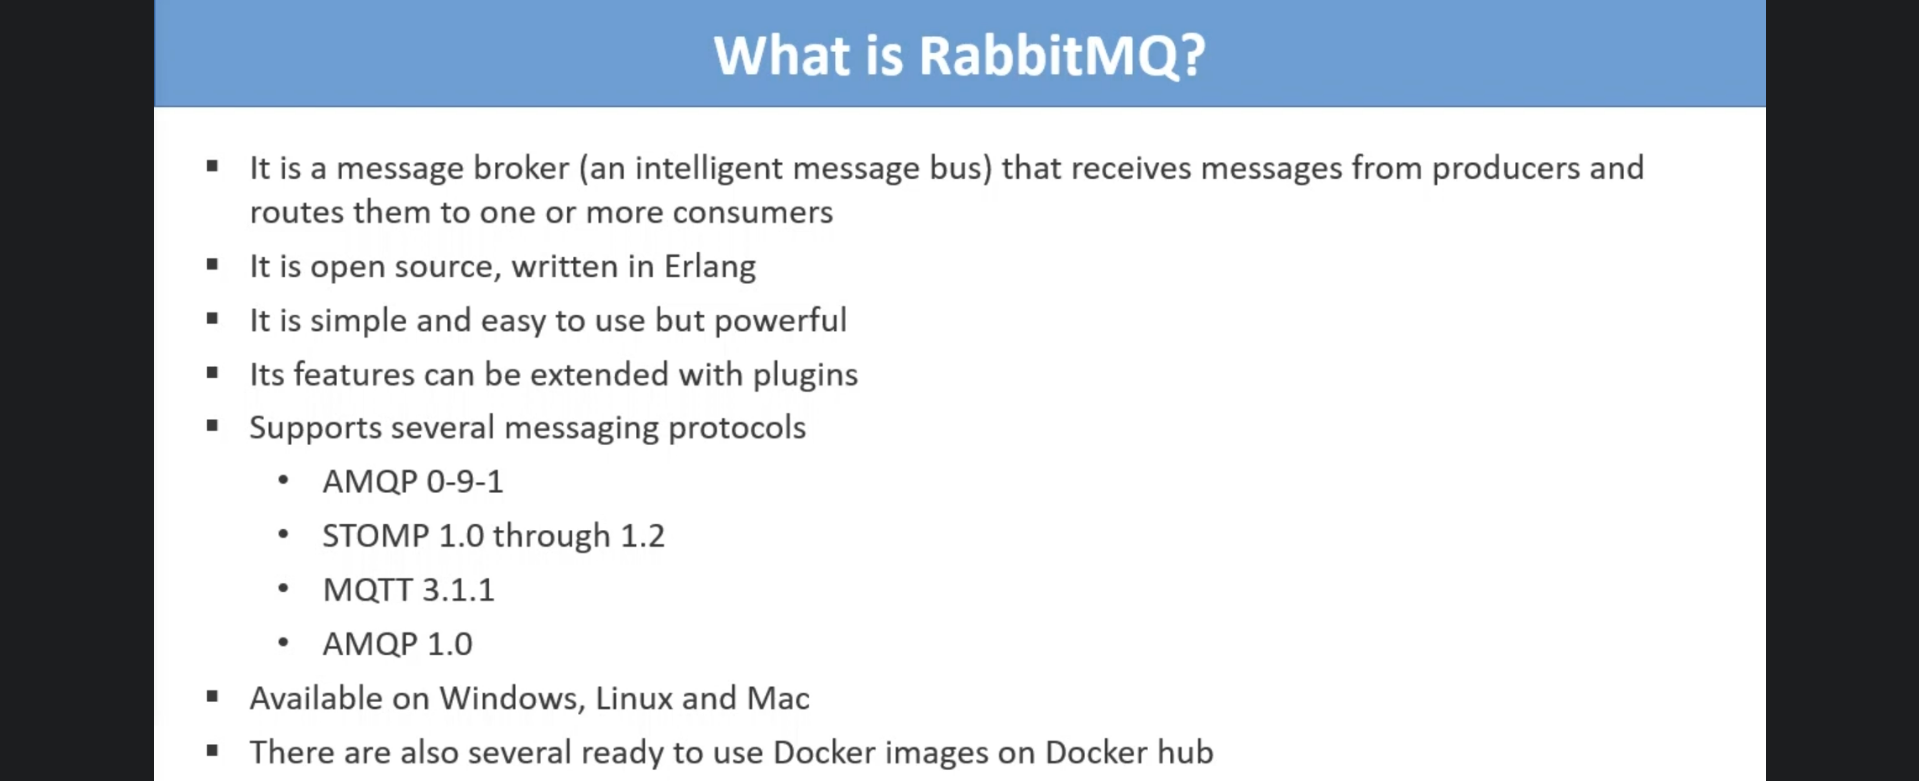 What is RabbitMQ?
▪ It is a message broker (an intelligent message bus) that receives messages from producers and
routes them to one or more consumers
▪ It is open source, written in Erlang
▪ It is simple and easy to use but powerful
▪ Its features can be extended with plugins
▪ Supports several messaging protocols
• AMQP 0-9-1
• STOMP 1.0 through 1.2
• MQTT 3.1.1
• AMQP 1.0
▪ Available on Windows, Linux and Mac
▪ There are also several ready to use Docker images on Docker hub